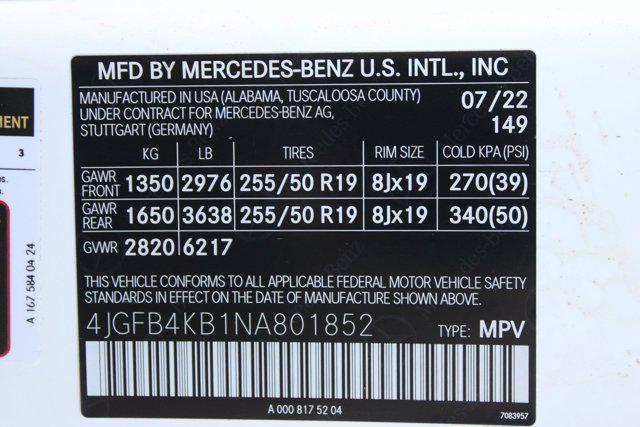 MFD BY MERCEDES-BENZ U.S. INTL., INC
MANUFACTURED IN USA (ALABAMA, TUSCALOOSA COUNTY) 07/22
UNDER CONTRACT FOR MERCEDES-BENZ AG,
STUTTGART (GERMANY) 149
KG LB TIRES RIM SIZE COLD KPA (PSI)
GAWR FRONT 1350 2976 255/50 R19 8Jx19 270(39)
GAWR REAR 1650 3638 255/50 R19 8Jx19 340(50)
GVWR 2820 6217
THIS VEHICLE CONFORMS TO ALL APPLICABLE FEDERAL MOTOR VEHICLE SAFETY
STANDARDS IN EFFECT ON THE DATE OF MANUFACTURE SHOWN ABOVE.
4JGFB4KB1NA801852 TYPE: MPV
A 000 817 52 04
7083957
MENT
3
A 167 584 04 24